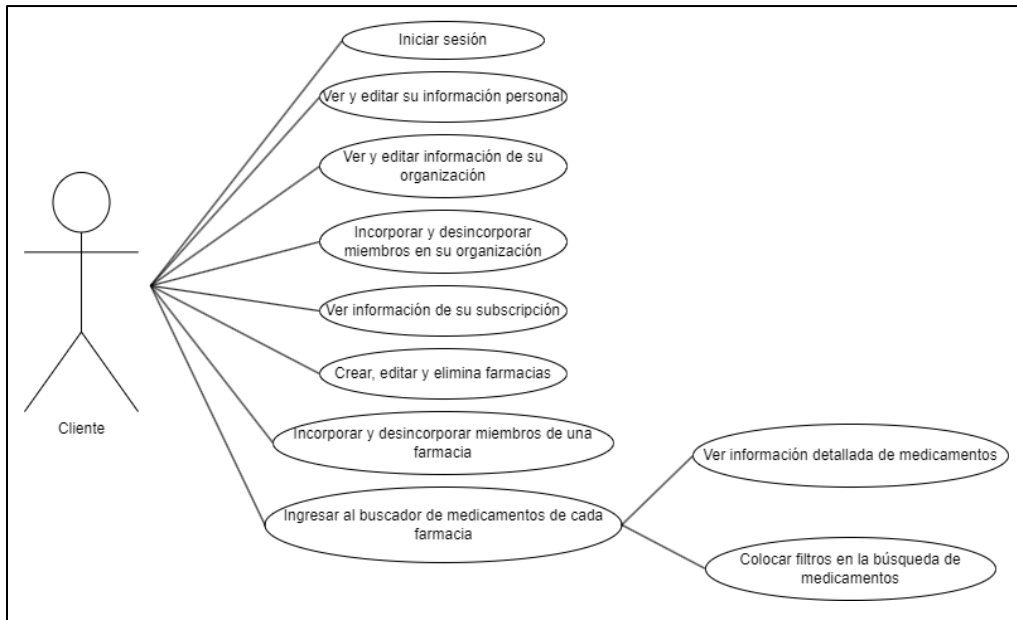 Iniciar sesión
Ver y editar su información personal
Ver y editar información de su
organización
Incorporar y desincorporar
miembros en su organización
Ver información de su subscripción
Crear, editar y elimina farmacias
Cliente
Incorporar y desincorporar miembros de una
farmacia
Ver información detallada de medicamentos
Ingresar al buscador de medicamentos de cada
farmacia
Colocar filtros en la búsqueda de
medicamentos